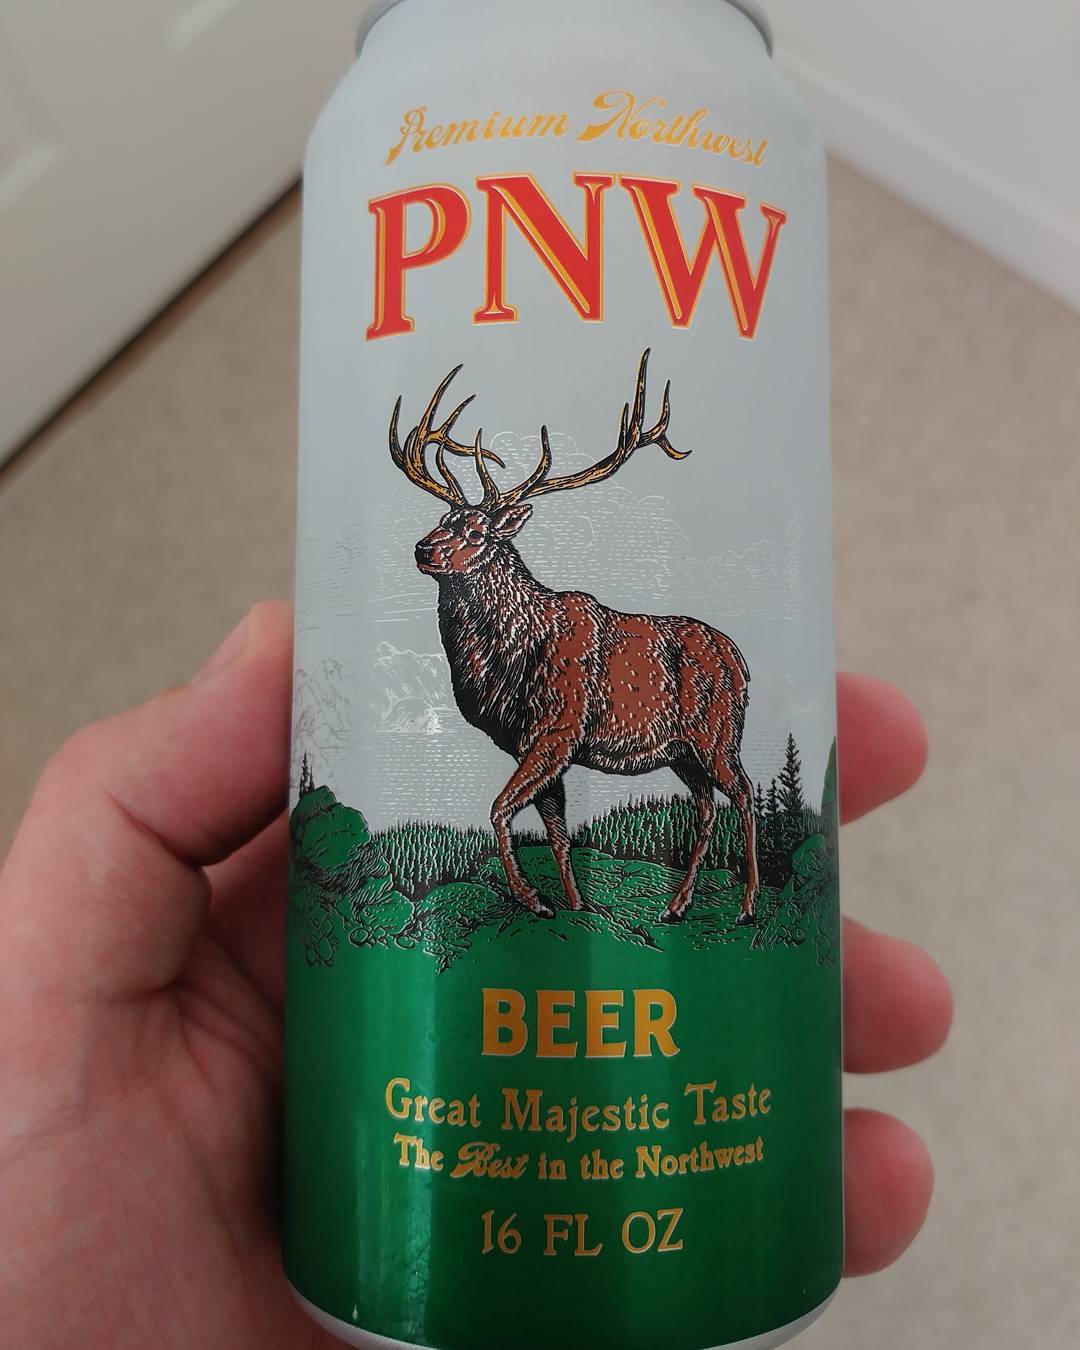 Premium Northwest
PNW
BEER
Great Majestic Taste
The Best in the Northwest
16 FL OZ